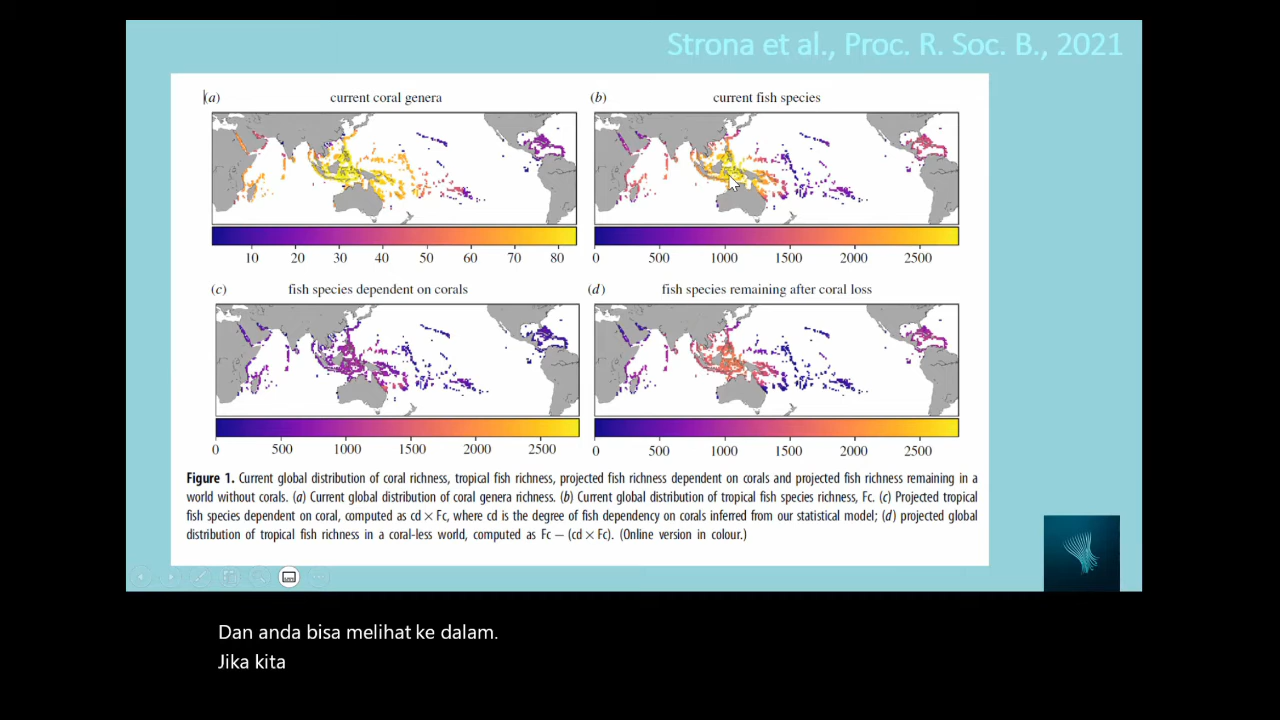 Strona et al., Proc. R. Soc. B., 2021
(a) current coral genera
(b) current fish species
10 20 30 40 50 60 70 80
0 500 1000 1500 2000 2500
(c) fish species dependent on corals
(d) fish species remaining after coral loss
0 500 1000 1500 2000 2500
0 500 1000 1500 2000 2500
Figure 1. Current global distribution of coral richness, tropical fish richness, projected fish richness dependent on corals and projected fish richness remaining in a
world without corals. (a) Current global distribution of coral genera richness. (b) Current global distribution of tropical fish species richness, Fc. (c) Projected tropical
fish species dependent on coral, computed as cd × Fc, where cd is the degree of fish dependency on corals inferred from our statistical model; (d) projected global
distribution of tropical fish richness in a coral-less world, computed as Fc − (cd × Fc). (Online version in colour.)
Dan anda bisa melihat ke dalam.
Jika kita